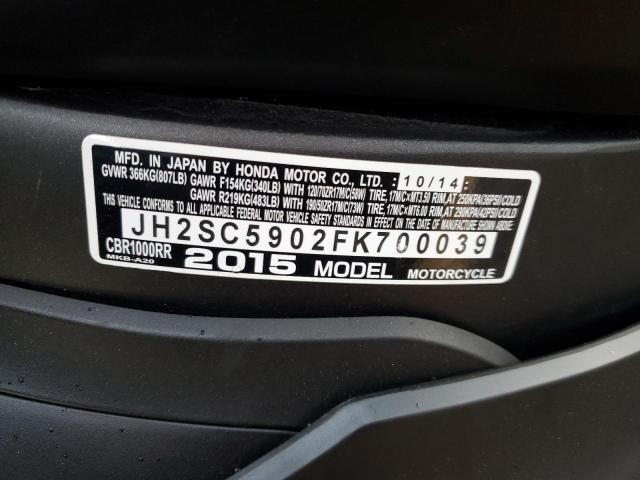 MFD. IN JAPAN BY HONDA MOTOR CO., LTD. :10/14:
GVWR 366KG(807LB) GAWR F154KG(340LB) WITH 120/70ZR17M/C(58W) TIRE, 17M/C×MT3.50 RIM, AT 250KPA(36PSI)COLD
GAWR R219KG(483LB) WITH 190/50ZR17M/C(73W) TIRE, 17M/C×MT6.00 RIM, AT 290KPA(42PSI)COLD
THIS VEHICLE CONFORMS TO ALL APPLICABLE FEDERAL MOTOR VEHICLE SAFETY STANDARDS IN EFFECT ON THE DATE OF MANUFACTURE SHOWN ABOVE.
JH2SC5902FK700039
CBR1000RR 2015 MODEL MOTORCYCLE
MKB-A20